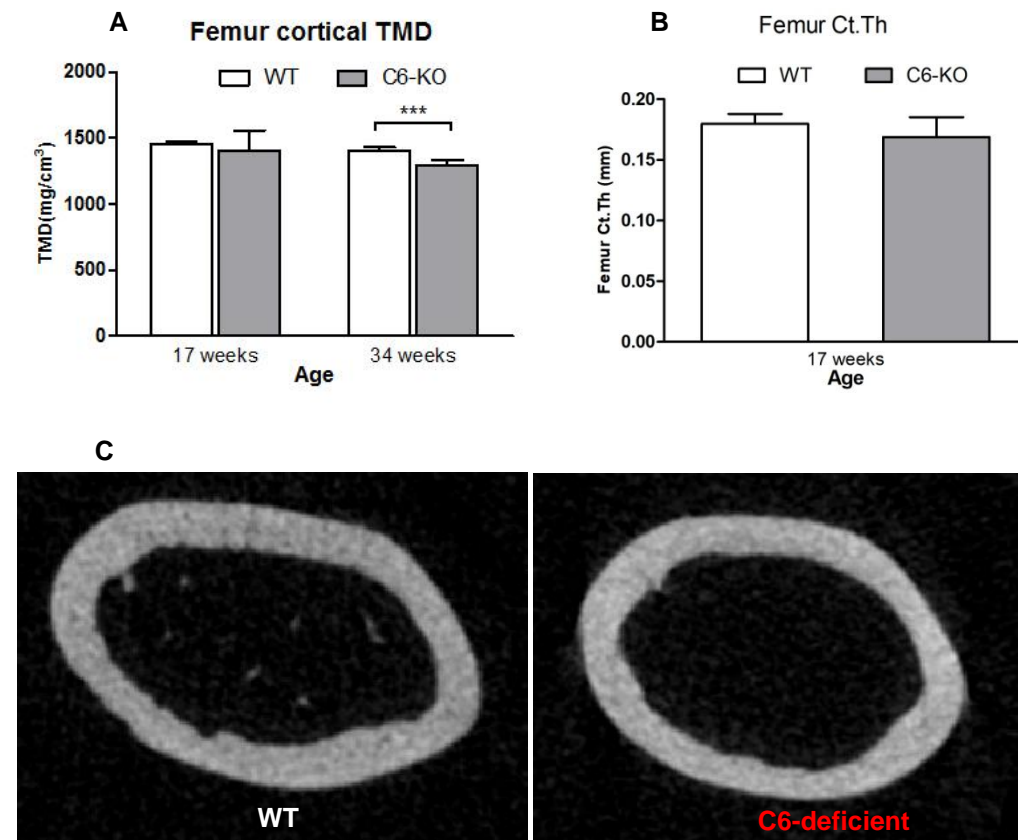 A
Femur cortical TMD
WT C6-KO
***
2000
1500
1000
500
0
TMD(mg/cm³)
17 weeks 34 weeks
Age
B
Femur Ct.Th
WT C6-KO
0.20
0.15
0.10
0.05
0.00
Femur Ct.Th (mm)
17 weeks
Age
C
WT
C6-deficient